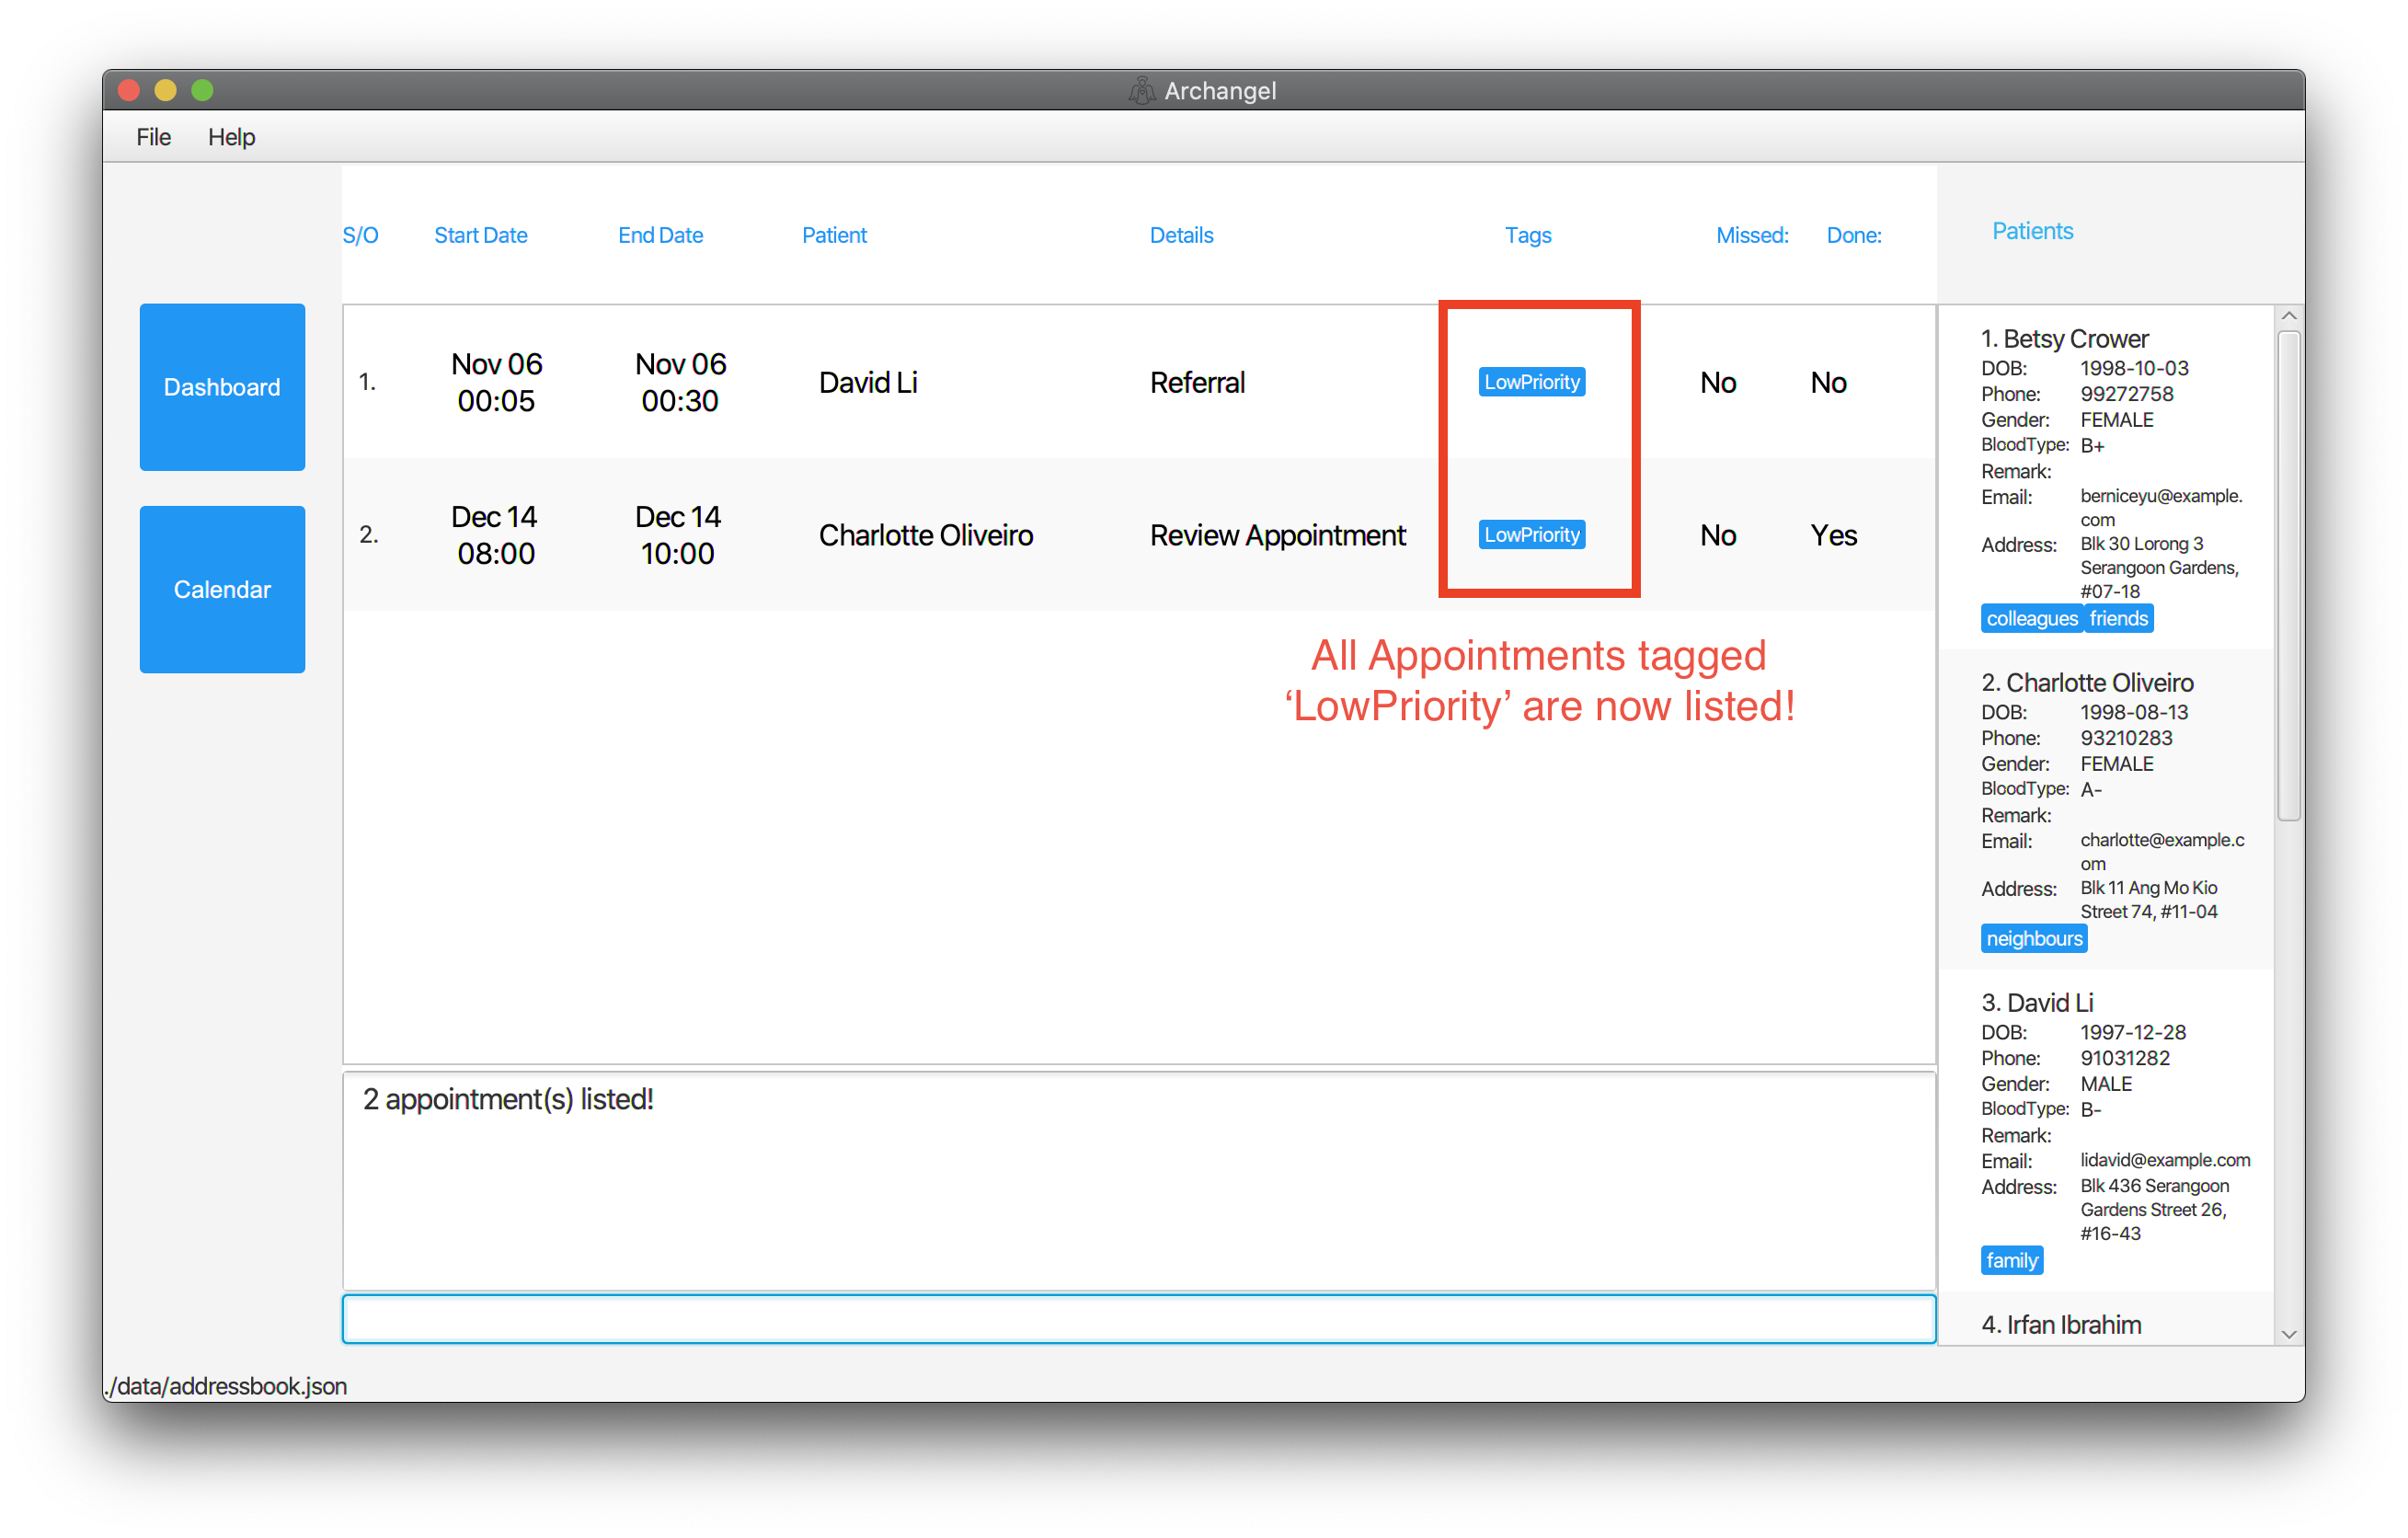 Archangel
File Help
S/O Start Date End Date Patient Details Tags Missed: Done: Patients
Dashboard
Calendar
1. Nov 06 00:05 Nov 06 00:30 David Li Referral LowPriority No No
2. Dec 14 08:00 Dec 14 10:00 Charlotte Oliveiro Review Appointment LowPriority No Yes
All Appointments tagged
‘LowPriority’ are now listed!
2 appointment(s) listed!
1. Betsy Crower
DOB: 1998-10-03
Phone: 99272758
Gender: FEMALE
BloodType: B+
Remark:
Email: berniceyu@example.
com
Address: Blk 30 Lorong 3
Serangoon Gardens,
#07-18
colleagues friends
2. Charlotte Oliveiro
DOB: 1998-08-13
Phone: 93210283
Gender: FEMALE
BloodType: A-
Remark:
Email: charlotte@example.c
om
Address: Blk 11 Ang Mo Kio
Street 74, #11-04
neighbours
3. David Li
DOB: 1997-12-28
Phone: 91031282
Gender: MALE
BloodType: B-
Remark:
Email: lidavid@example.com
Address: Blk 436 Serangoon
Gardens Street 26,
#16-43
family
4. Irfan Ibrahim
./data/addressbook.json